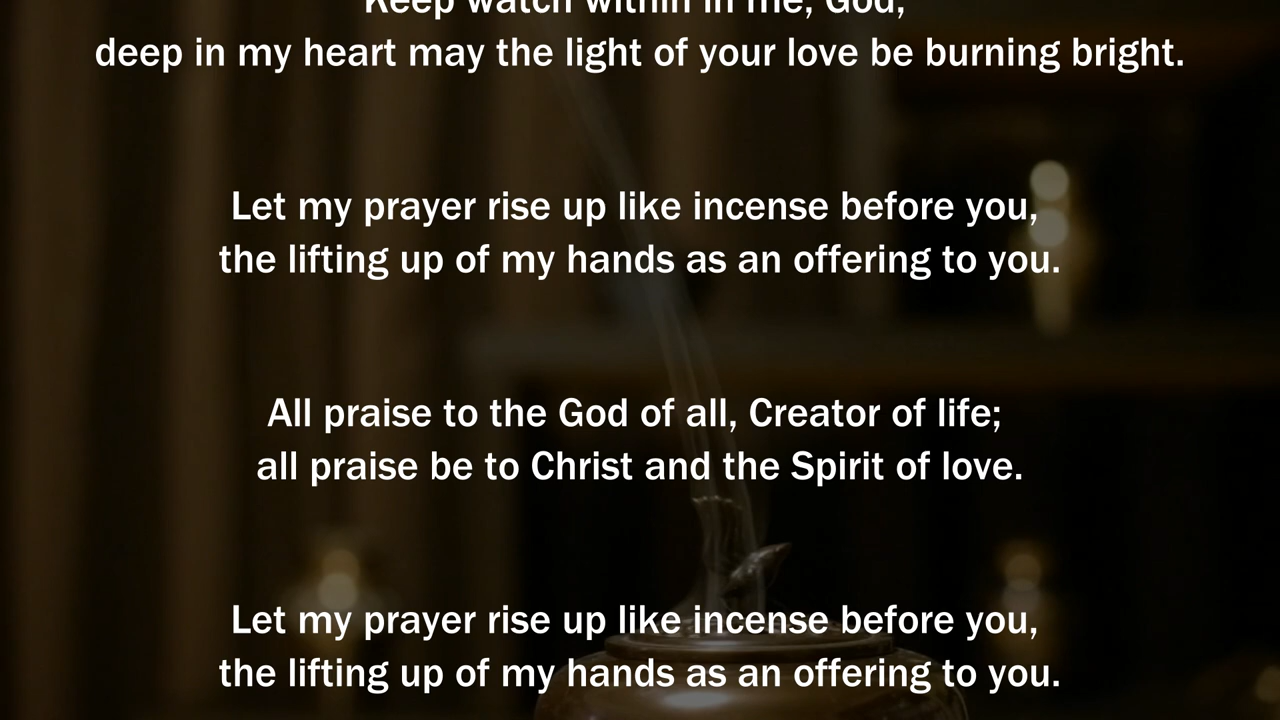 Keep watch within in me, God,
deep in my heart may the light of your love be burning bright.
Let my prayer rise up like incense before you,
the lifting up of my hands as an offering to you.
All praise to the God of all, Creator of life;
all praise be to Christ and the Spirit of love.
Let my prayer rise up like incense before you,
the lifting up of my hands as an offering to you.